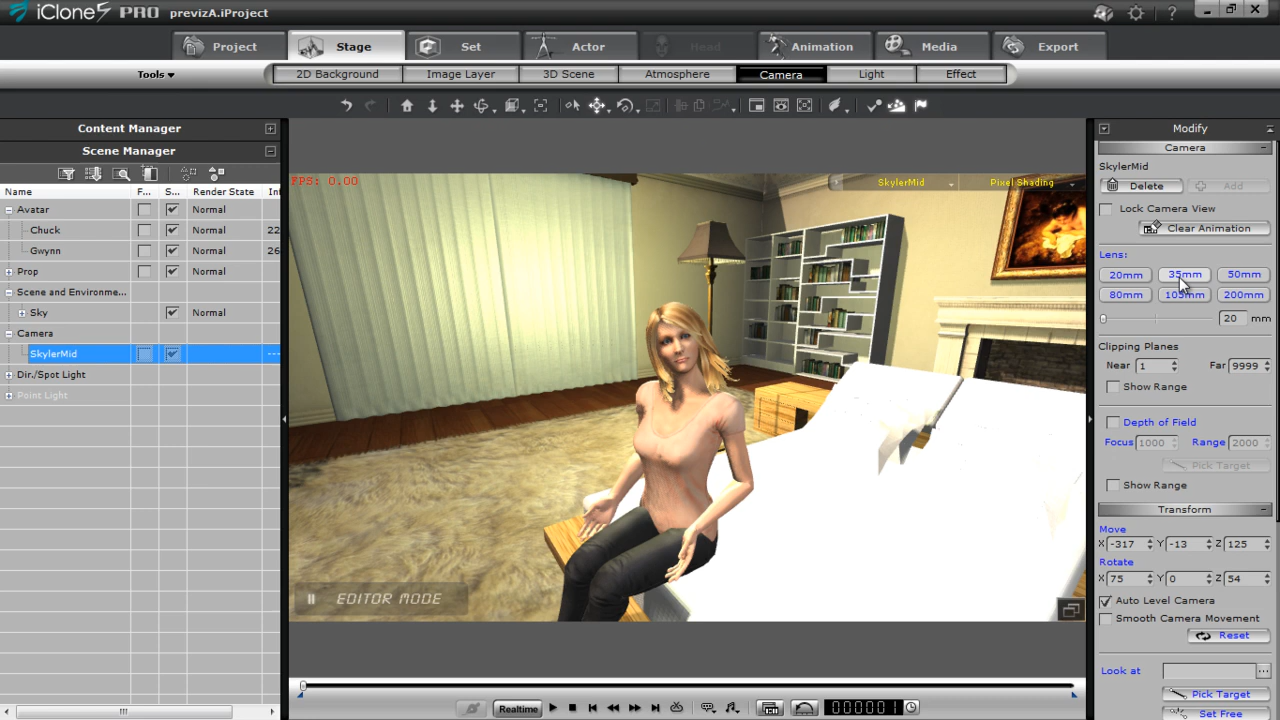 iClone5 PRO previzA.iProject
Project Stage Set Actor Head Animation Media Export
Tools 2D Background Image Layer 3D Scene Atmosphere Camera Light Effect
Content Manager
Scene Manager
Name F... S... Render State Inf
Avatar Normal
Chuck Normal 22
Gwynn Normal 26
Prop Normal
Scene and Environme...
Sky Normal
Camera
SkylerMid ---
Dir./Spot Light
Point Light
FPS: 0.00 SkylerMid Pixel Shading
EDITOR MODE
Modify
Camera
SkylerMid
Delete Add
Lock Camera View
Clear Animation
Lens:
20mm 35mm 50mm
80mm 105mm 200mm
20 mm
Clipping Planes
Near 1 Far 9999
Show Range
Depth of Field
Focus 1000 Range 2000
Pick Target
Show Range
Transform
Move
X -317 Y -13 Z 125
Rotate
X 75 Y 0 Z 54
Auto Level Camera
Smooth Camera Movement
Reset
Look at ...
Pick Target
Set Free
Realtime 000001